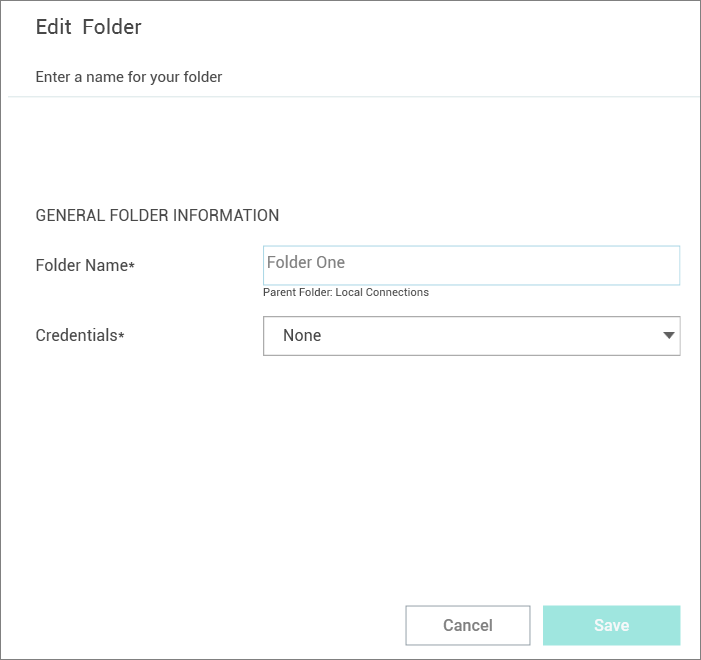 Edit Folder
Enter a name for your folder
GENERAL FOLDER INFORMATION
Folder Name*
Folder One
Parent Folder: Local Connections
Credentials*
None
Cancel
Save